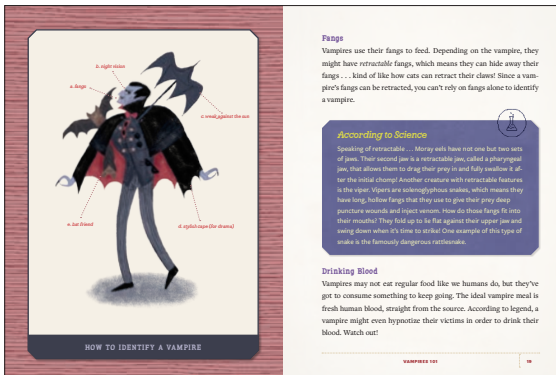 b. night vision
a. fangs
c. weak against the sun
e. bat friend
d. stylish cape (for drama)
HOW TO IDENTIFY A VAMPIRE
Fangs
Vampires use their fangs to feed. Depending on the vampire, they
might have retractable fangs, which means they can hide away their
fangs . . . kind of like how cats can retract their claws! Since a vam-
pire's fangs can be retracted, you can't rely on fangs alone to identify
a vampire.
According to Science
Speaking of retractable . . . Moray eels have not one but two sets
of jaws. Their second jaw is a retractable jaw, called a pharyngeal
jaw, that allows them to drag their prey in and fully swallow it af-
ter the initial chomp! Another creature with retractable features
is the viper. Vipers are solenoglyphous snakes, which means they
have long, hollow fangs that they use to give their prey deep
puncture wounds and inject venom. How do those fangs fit into
their mouths? They fold up to lie flat against their upper jaw and
swing down when it's time to strike! One example of this type of
snake is the famously dangerous rattlesnake.
Drinking Blood
Vampires may not eat regular food like we humans do, but they've
got to consume something to keep going. The ideal vampire meal is
fresh human blood, straight from the source. According to legend, a
vampire might even hypnotize their victims in order to drink their
blood. Watch out!
VAMPIRES 101